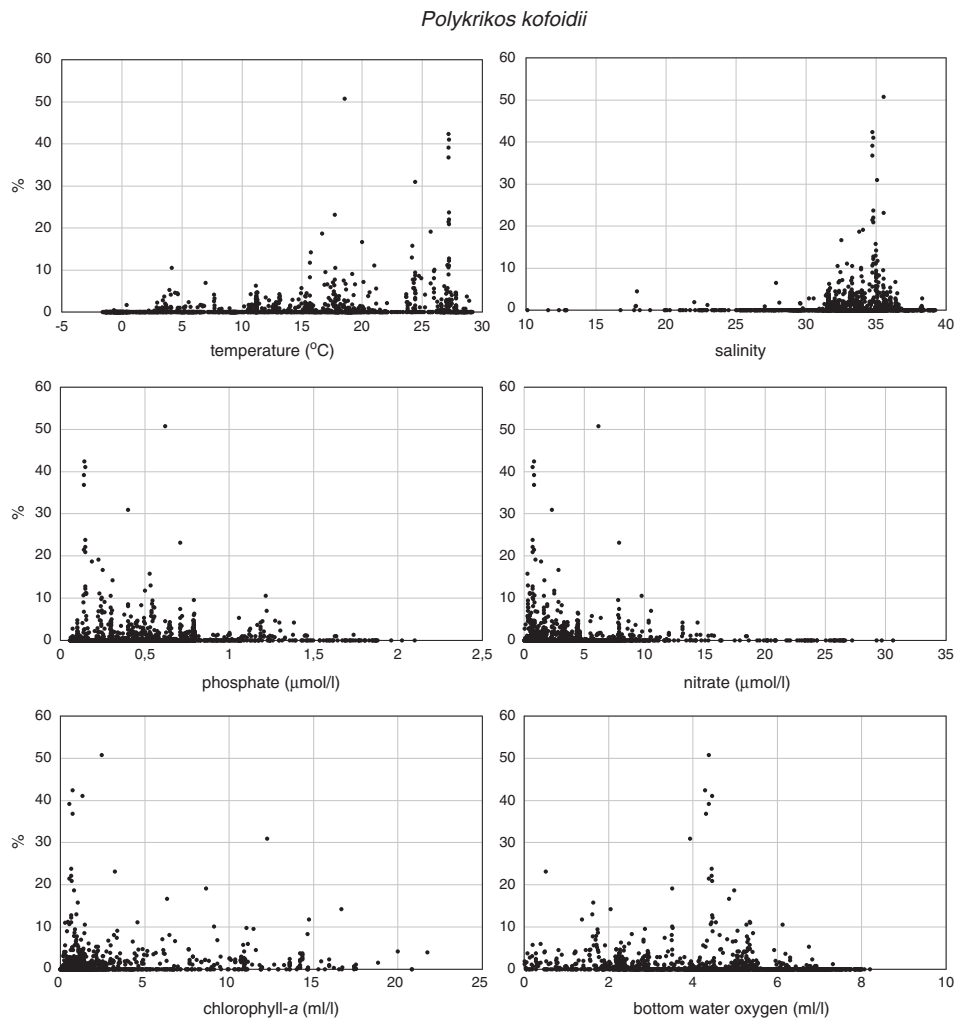 Polykrikos kofoidii
60 50 40 30 20 10 0
%
-5 0 5 10 15 20 25 30
temperature (°C)
60 50 40 30 20 10 0
10 15 20 25 30 35 40
salinity
60 50 40 30 20 10 0
%
0 0,5 1 1,5 2 2,5
phosphate (μmol/l)
60 50 40 30 20 10 0
0 5 10 15 20 25 30 35
nitrate (μmol/l)
60 50 40 30 20 10 0
%
0 5 10 15 20 25
chlorophyll-a (ml/l)
60 50 40 30 20 10 0
0 2 4 6 8 10
bottom water oxygen (ml/l)